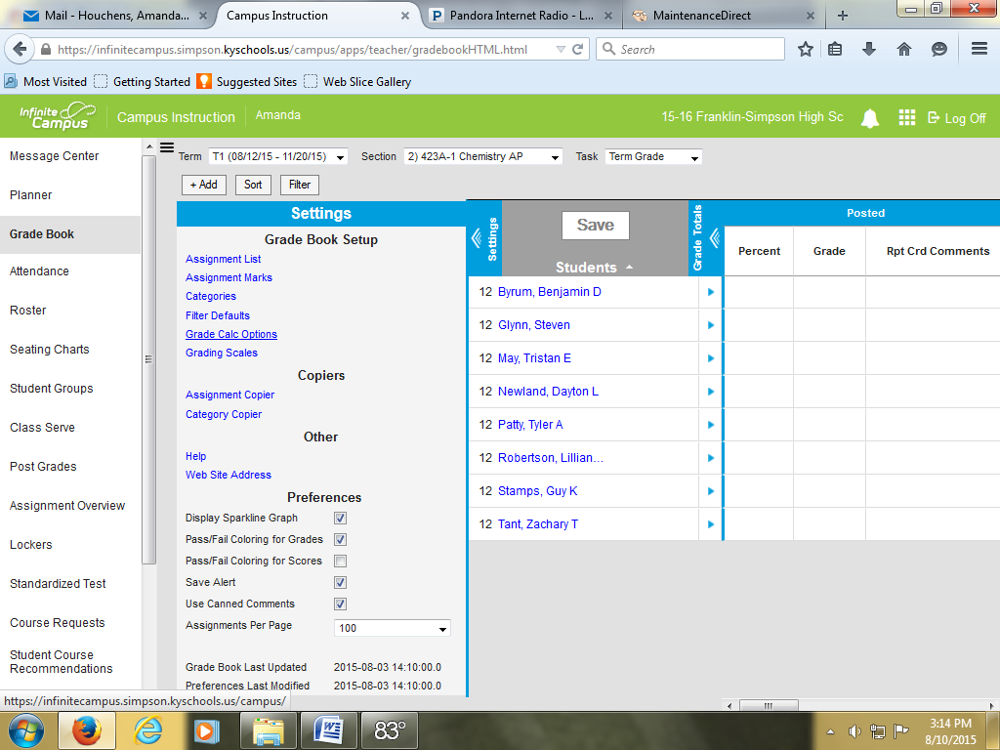 Mail - Houchens, Amanda...
Campus Instruction
Pandora Internet Radio - L...
MaintenanceDirect
https://infinitecampus.simpson.kyschools.us/campus/apps/teacher/gradebookHTML.html
Search
Most Visited
Getting Started
Suggested Sites
Web Slice Gallery
Infinite Campus
Campus Instruction
Amanda
15-16 Franklin-Simpson High Sc
Log Off
Message Center
Planner
Grade Book
Attendance
Roster
Seating Charts
Student Groups
Class Serve
Post Grades
Assignment Overview
Lockers
Standardized Test
Course Requests
Student Course
Recommendations
Term T1 (08/12/15 - 11/20/15) Section 2) 423A-1 Chemistry AP Task Term Grade
+ Add Sort Filter
Settings
Grade Book Setup
Assignment List
Assignment Marks
Categories
Filter Defaults
Grade Calc Options
Grading Scales
Copiers
Assignment Copier
Category Copier
Other
Help
Web Site Address
Preferences
Display Sparkline Graph
Pass/Fail Coloring for Grades
Pass/Fail Coloring for Scores
Save Alert
Use Canned Comments
Assignments Per Page 100
Grade Book Last Updated 2015-08-03 14:10:00.0
Preferences Last Modified 2015-08-03 14:10:00.0
Settings
Save
Students
Grade Totals
Posted
Percent Grade Rpt Crd Comments
12 Byrum, Benjamin D
12 Glynn, Steven
12 May, Tristan E
12 Newland, Dayton L
12 Patty, Tyler A
12 Robertson, Lillian...
12 Stamps, Guy K
12 Tant, Zachary T
https://infinitecampus.simpson.kyschools.us/campus/
83°
3:14 PM
8/10/2015